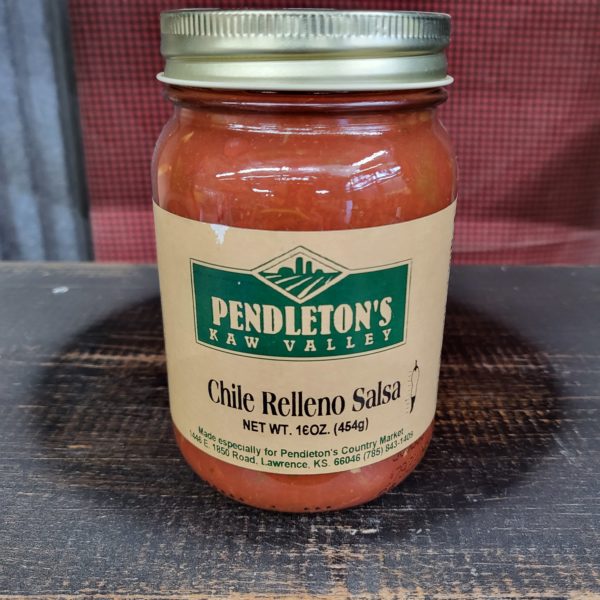 PENDLETON'S
KAW VALLEY
Chile Relleno Salsa
NET WT. 16OZ. (454g)
Made especially for Pendleton's Country Market
1446 E. 1850 Road, Lawrence, KS. 66046 (785) 843-1409